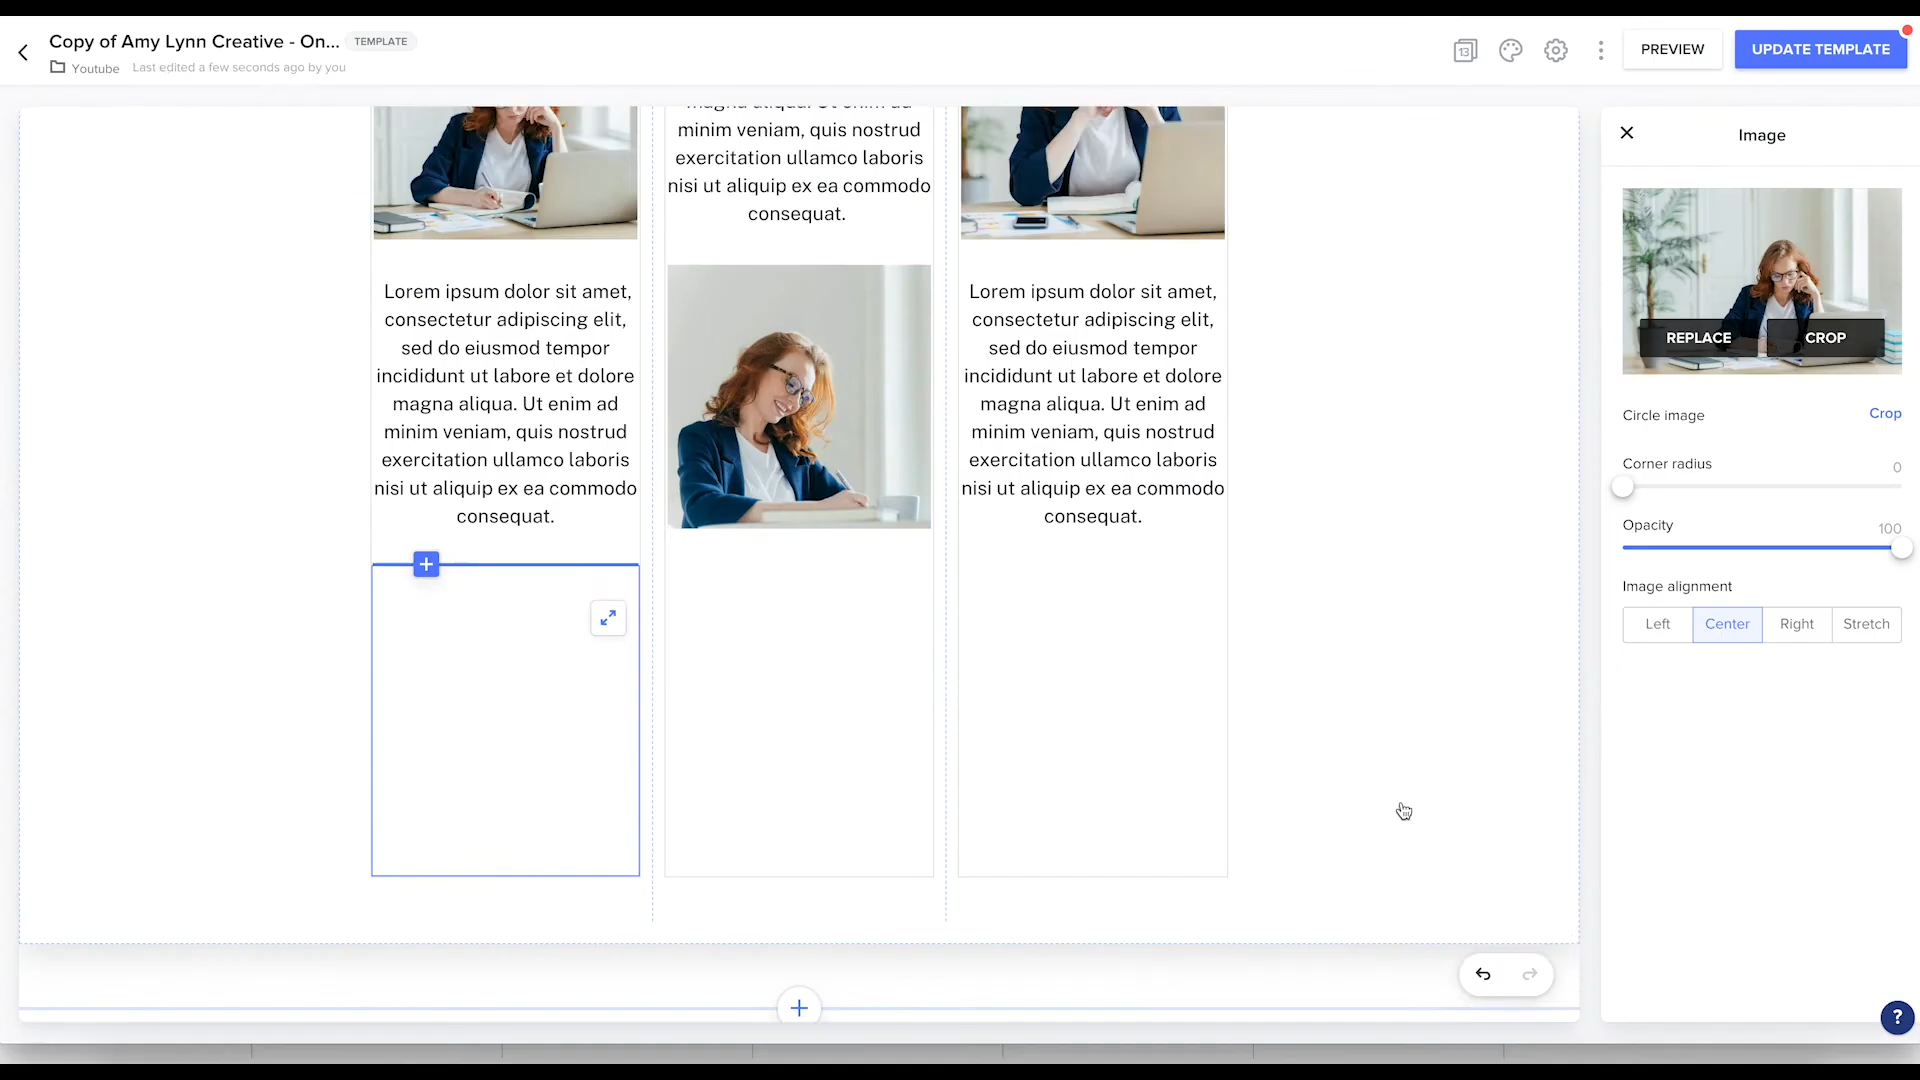 Copy of Amy Lynn Creative - On...
TEMPLATE
Youtube
Last edited a few seconds ago by you
13
PREVIEW
UPDATE TEMPLATE
Image
REPLACE
CROP
Circle image
Crop
Corner radius
0
Opacity
100
Image alignment
Left
Center
Right
Stretch
Lorem ipsum dolor sit amet,
consectetur adipiscing elit,
sed do eiusmod tempor
incididunt ut labore et dolore
magna aliqua. Ut enim ad
minim veniam, quis nostrud
exercitation ullamco laboris
nisi ut aliquip ex ea commodo
consequat.
magna aliqua. Ut enim ad
minim veniam, quis nostrud
exercitation ullamco laboris
nisi ut aliquip ex ea commodo
consequat.
Lorem ipsum dolor sit amet,
consectetur adipiscing elit,
sed do eiusmod tempor
incididunt ut labore et dolore
magna aliqua. Ut enim ad
minim veniam, quis nostrud
exercitation ullamco laboris
nisi ut aliquip ex ea commodo
consequat.
?